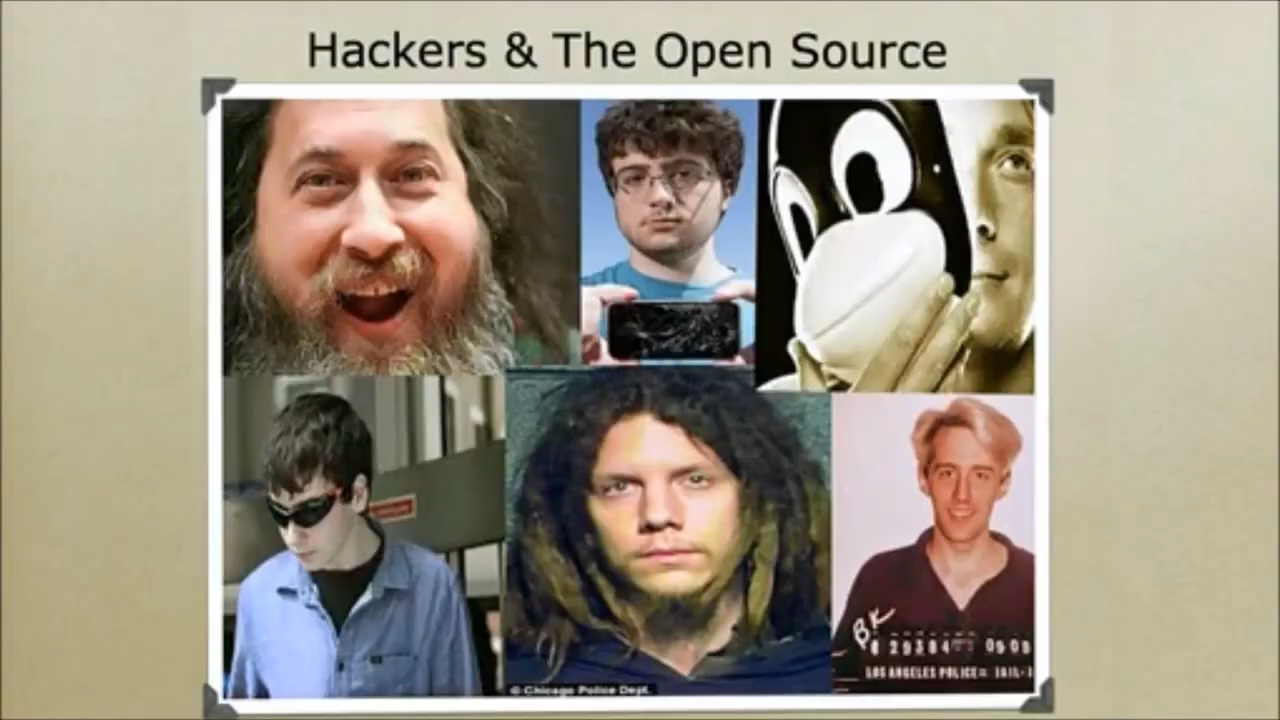 Hackers & The Open Source
© Chicago Police Dept.
BK
LOS ANGELES POLICE